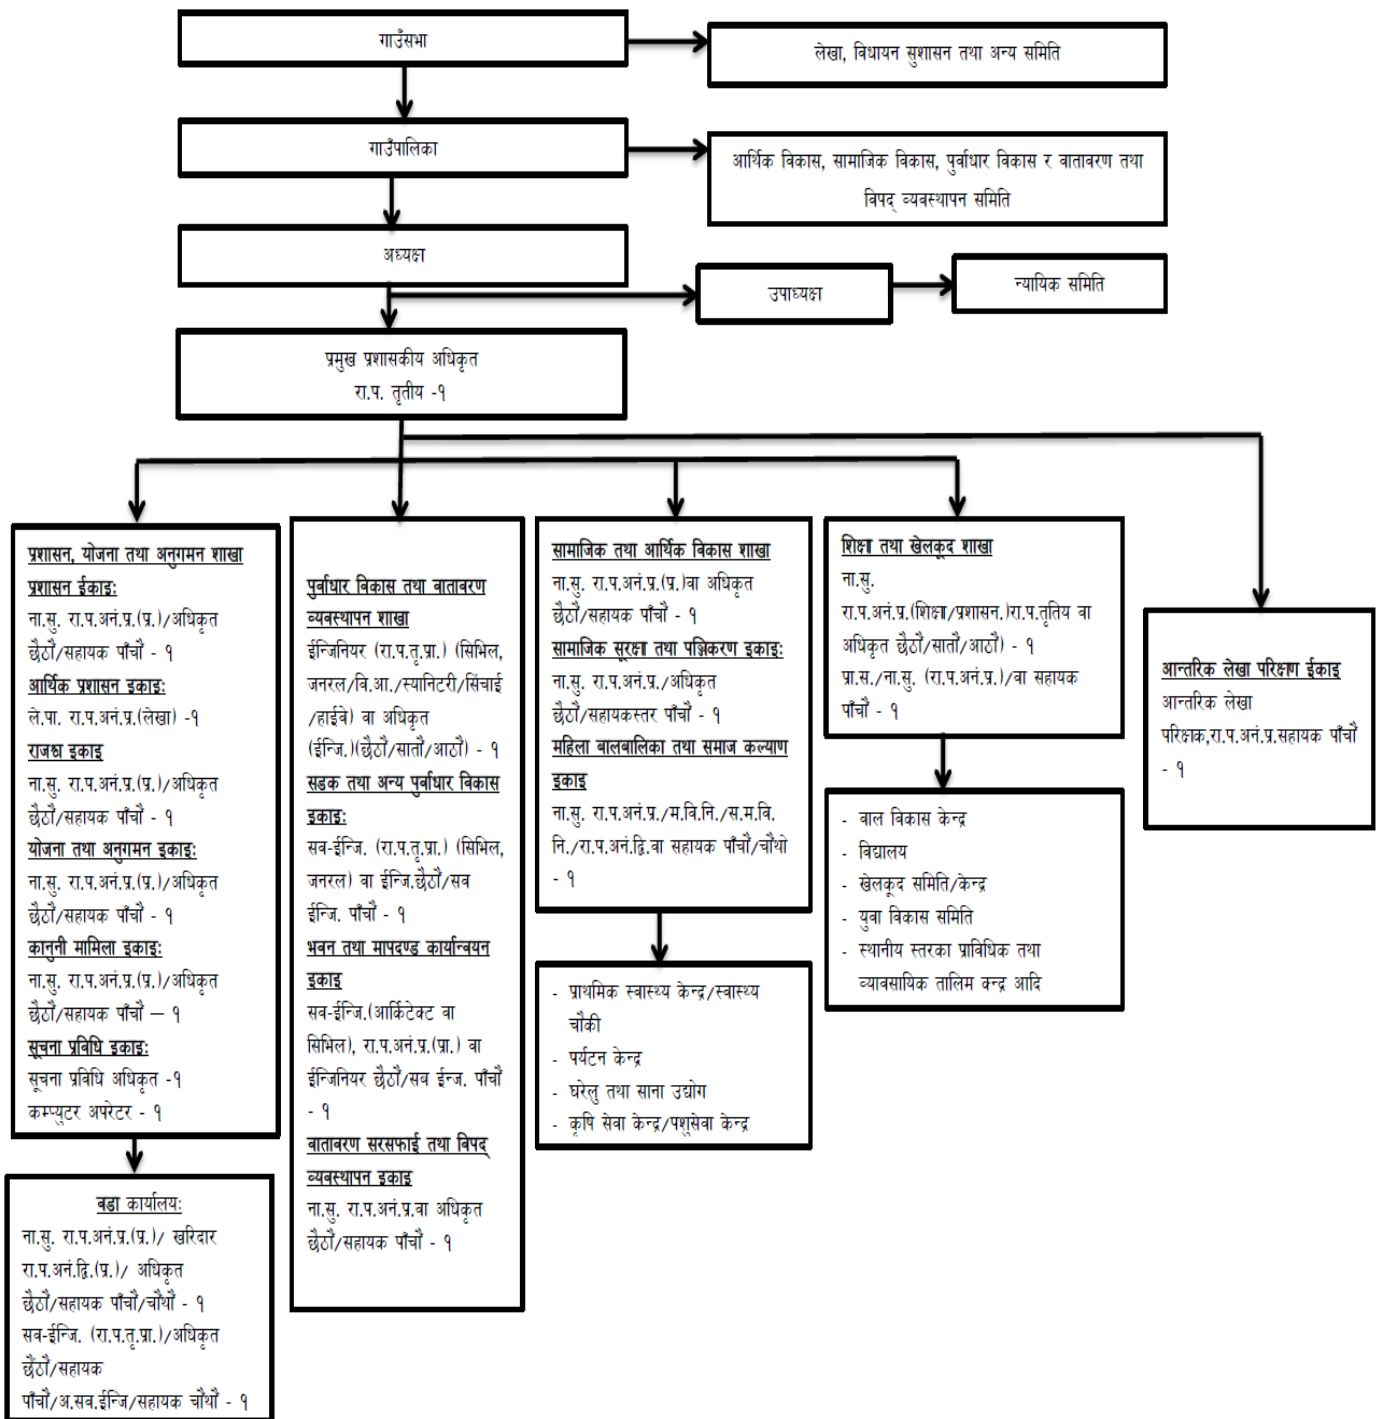 गाउँसभा
लेखा, विधायन सुशासन तथा अन्य समिति
गाउँपालिका
आर्थिक विकास, सामाजिक विकास, पुर्वाधार विकास र वातावरण तथा
विपद् व्यवस्थापन समिति
अध्यक्ष
उपाध्यक्ष
न्यायिक समिति
प्रमुख प्रशासकीय अधिकृत
रा.प. तृतीय -१
प्रशासन, योजना तथा अनुगमन शाखा
प्रशासन ईकाइः
ना.सु. रा.प.अनं.प्र.(प्र.)/अधिकृत
छैठौं/सहायक पाँचौं - १
आर्थिक प्रशासन इकाइः
ले.पा. रा.प.अनं.प्र.(लेखा) -१
राजश्व इकाइ
ना.सु. रा.प.अनं.प्र.(प्र.)/अधिकृत
छैठौं/सहायक पाँचौं - १
योजना तथा अनुगमन इकाइः
ना.सु. रा.प.अनं.प्र.(प्र.)/अधिकृत
छैठौं/सहायक पाँचौं - १
कानुनी मामिला इकाइः
ना.सु. रा.प.अनं.प्र.(प्र.)/अधिकृत
छैठौं/सहायक पाँचौं – १
सूचना प्रविधि इकाइः
सूचना प्रविधि अधिकृत -१
कम्प्युटर अपरेटर - १
वडा कार्यालयः
ना.सु. रा.प.अनं.प्र.(प्र.)/ खरिदार
रा.प.अनं.द्वि.(प्र.)/ अधिकृत
छैठौं/सहायक पाँचौं/चौथौं - १
सव-ईन्जि. (रा.प.तृ.प्रा.)/अधिकृत
छैठौं/सहायक
पाँचौं/अ.सव.ईन्जि/सहायक चौथौं - १
पुर्वाधार विकास तथा वातावरण
व्यवस्थापन शाखा
ईन्जिनियर (रा.प.तृ.प्रा.) (सिभिल,
जनरल/वि.आ./स्यानिटरी/सिंचाई
/हाईवे) वा अधिकृत
(ईन्जि.)(छैठौं/सातौं/आठौं) - १
सडक तथा अन्य पुर्वाधार विकास
इकाइः
सव-ईन्जि. (रा.प.तृ.प्रा.) (सिभिल,
जनरल) वा ईन्जि.छैठौं/सव
ईन्जि. पाँचौं - १
भवन तथा मापदण्ड कार्यान्वयन
इकाइ
सव-ईन्जि.(आर्किटेक्ट वा
सिभिल), रा.प.अनं.प्र.(प्रा.) वा
ईन्जिनियर छैठौं/सब ईन्ज. पाँचौं
- १
वातावरण सरसफाई तथा विपद्
व्यवस्थापन इकाइ
ना.सु. रा.प.अनं.प्र.वा अधिकृत
छैठौं/सहायक पाँचौं - १
सामाजिक तथा आर्थिक विकास शाखा
ना.सु. रा.प.अनं.प्र.(प्र.)वा अधिकृत
छैठौं/सहायक पाँचौं - १
सामाजिक सूरक्षा तथा पञ्जिकरण इकाइः
ना.सु. रा.प.अनं.प्र./अधिकृत
छैठौं/सहायकस्तर पाँचौं - १
महिला बालबालिका तथा समाज कल्याण
इकाइ
ना.सु. रा.प.अनं.प्र./म.वि.नि./स.म.वि.
नि./रा.प.अनं.द्वि.वा सहायक पाँचौं/चौंथो
- १
- प्राथमिक स्वास्थ्य केन्द्र/स्वास्थ्य
चौकी
- पर्यटन केन्द्र
- घरेलु तथा साना उद्योग
- कृषि सेवा केन्द्र/पशुसेवा केन्द्र
शिक्षा तथा खेलकूद शाखा
ना.सु.
रा.प.अनं.प्र.(शिक्षा/प्रशासन.)रा.प.तृतिय वा
अधिकृत छैठौं/सातौं/आठौं) - १
प्रा.स./ना.सु. (रा.प.अनं.प्र.)/वा सहायक
पाँचौं - १
- वाल विकास केन्द्र
- विद्यालय
- खेलकूद समिति/केन्द्र
- युवा विकास समिति
- स्थानीय स्तरका प्राविधिक तथा
व्यावसायिक तालिम क्न्द्र आदि
आन्तरिक लेखा परिक्षण ईकाइ
आन्तरिक लेखा
परिक्षक,रा.प.अनं.प्र.सहायक पाँचौं
- १